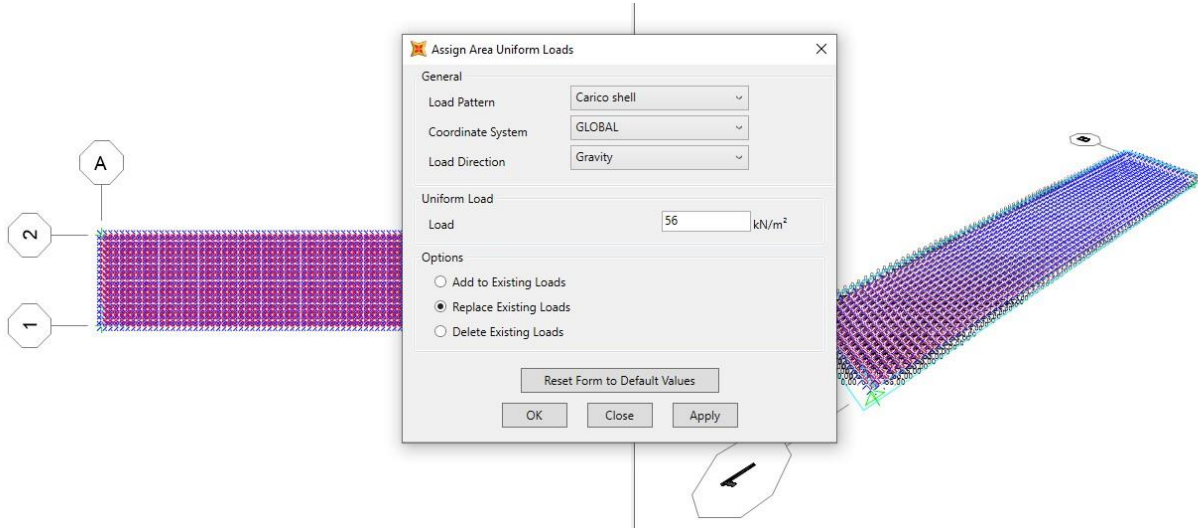 Assign Area Uniform Loads
General
Load Pattern Carico shell
Coordinate System GLOBAL
Load Direction Gravity
Uniform Load
Load 56 kN/m²
Options
Add to Existing Loads
Replace Existing Loads
Delete Existing Loads
Reset Form to Default Values
OK Close Apply
A
2
1
B
1